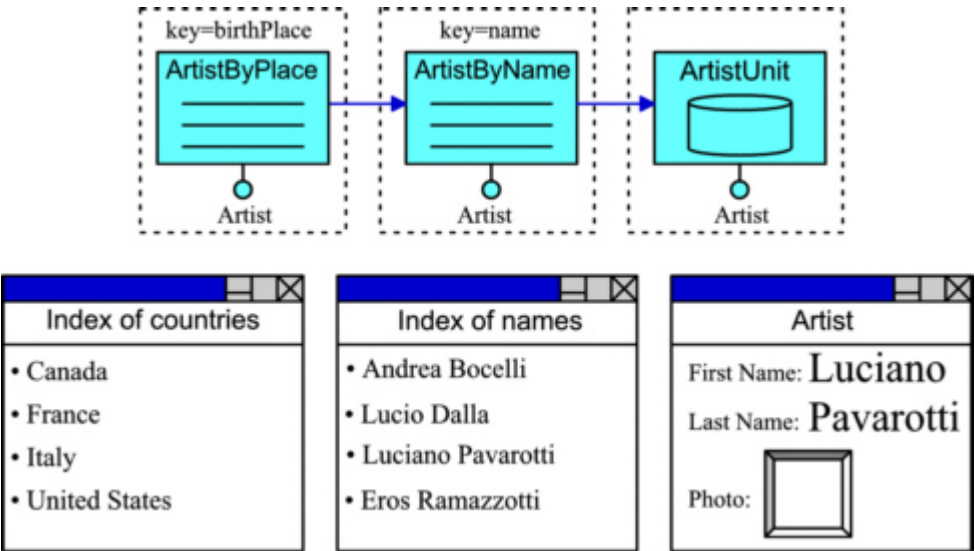 key=birthPlace
key=name
ArtistByPlace
ArtistByName
ArtistUnit
Artist
Artist
Artist
Index of countries
• Canada
• France
• Italy
• United States
Index of names
• Andrea Bocelli
• Lucio Dalla
• Luciano Pavarotti
• Eros Ramazzotti
Artist
First Name: Luciano
Last Name: Pavarotti
Photo: